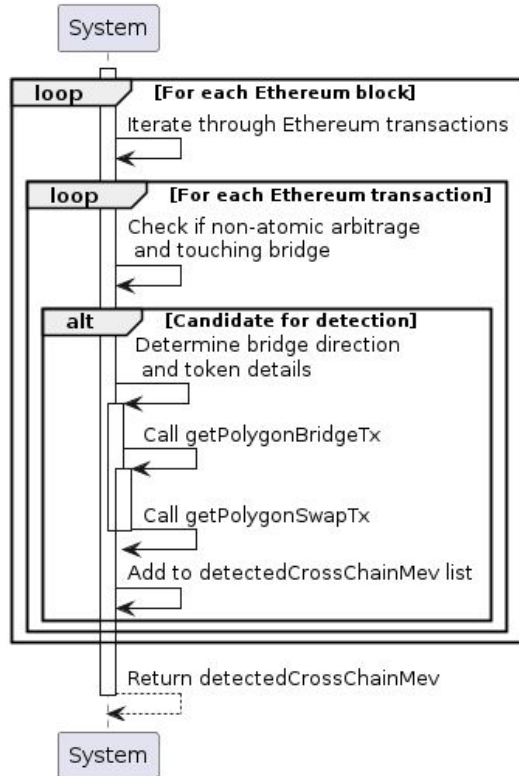 System
loop [For each Ethereum block]
Iterate through Ethereum transactions
loop [For each Ethereum transaction]
Check if non-atomic arbitrage
and touching bridge
alt [Candidate for detection]
Determine bridge direction
and token details
Call getPolygonBridgeTx
Call getPolygonSwapTx
Add to detectedCrossChainMev list
Return detectedCrossChainMev
System